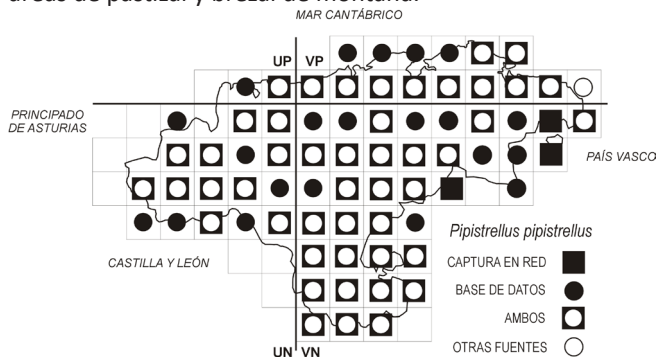 áreas de pastizal y brezal de montaña.
MAR CANTÁBRICO
UP VP
PRINCIPADO
DE ASTURIAS
PAÍS VASCO
Pipistrellus pipistrellus
CASTILLA Y LEÓN
CAPTURA EN RED
BASE DE DATOS
AMBOS
OTRAS FUENTES
UN VN